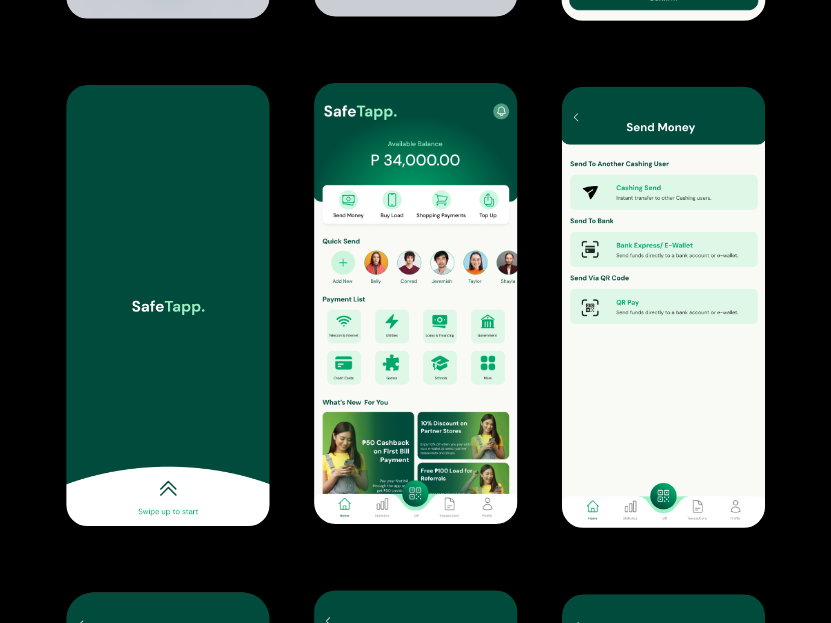 SafeTapp.
Swipe up to start
SafeTapp.
Available Balance
P 34,000.00
Send Money
Buy Load
Shopping Payments
Top Up
Quick Send
Add New
Belly
Conrad
Jeremiah
Taylor
Shayla
Payment List
Telecom & Internet
Utilities
Government
Credit Cards
Games
Schools
More
What's New For You
₱50 Cashback
on First Bill
Payment
10% Discount on
Partner Stores
Free ₱100 Load for
Referrals
Home
Statistics
QR
Transactions
Profile
Send Money
Send To Another Cashing User
Cashing Send
Instant transfer to other Cashing users.
Send To Bank
Bank Express/ E-Wallet
Send funds directly to a bank account or e-wallet.
Send Via QR Code
QR Pay
Send funds directly to a bank account or e-wallet.
Home
Statistics
QR
Transactions
Profile